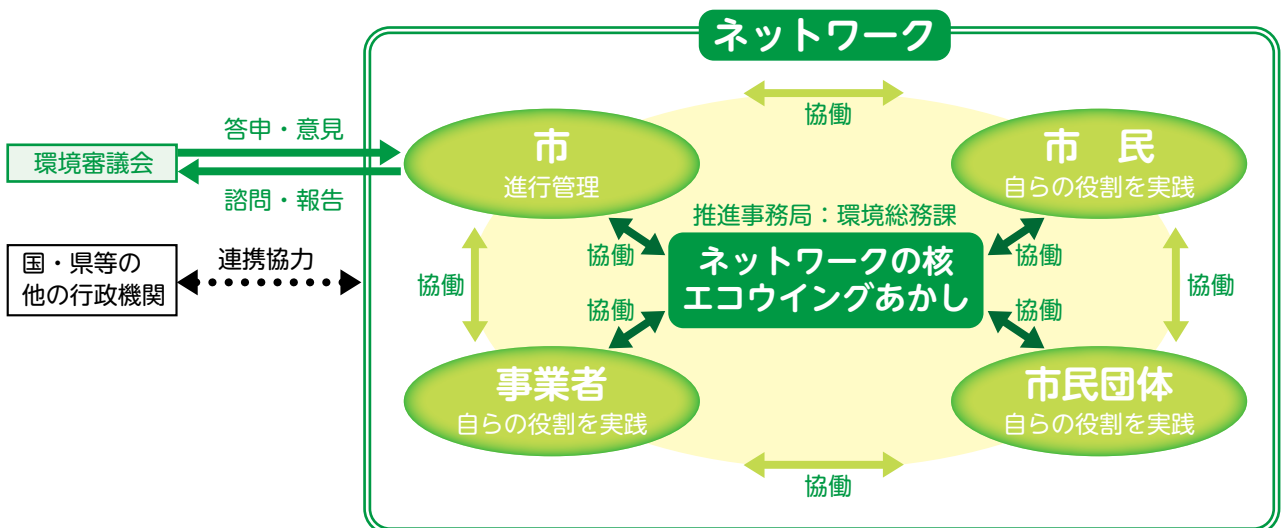 ネットワーク
協働
答申・意見
環境審議会
諮問・報告
国・県等の
他の行政機関
連携協力
市
進行管理
市　民
自らの役割を実践
推進事務局：環境総務課
協働
協働
ネットワークの核
エコウイングあかし
協働
協働
協働
協働
事業者
自らの役割を実践
市民団体
自らの役割を実践
協働